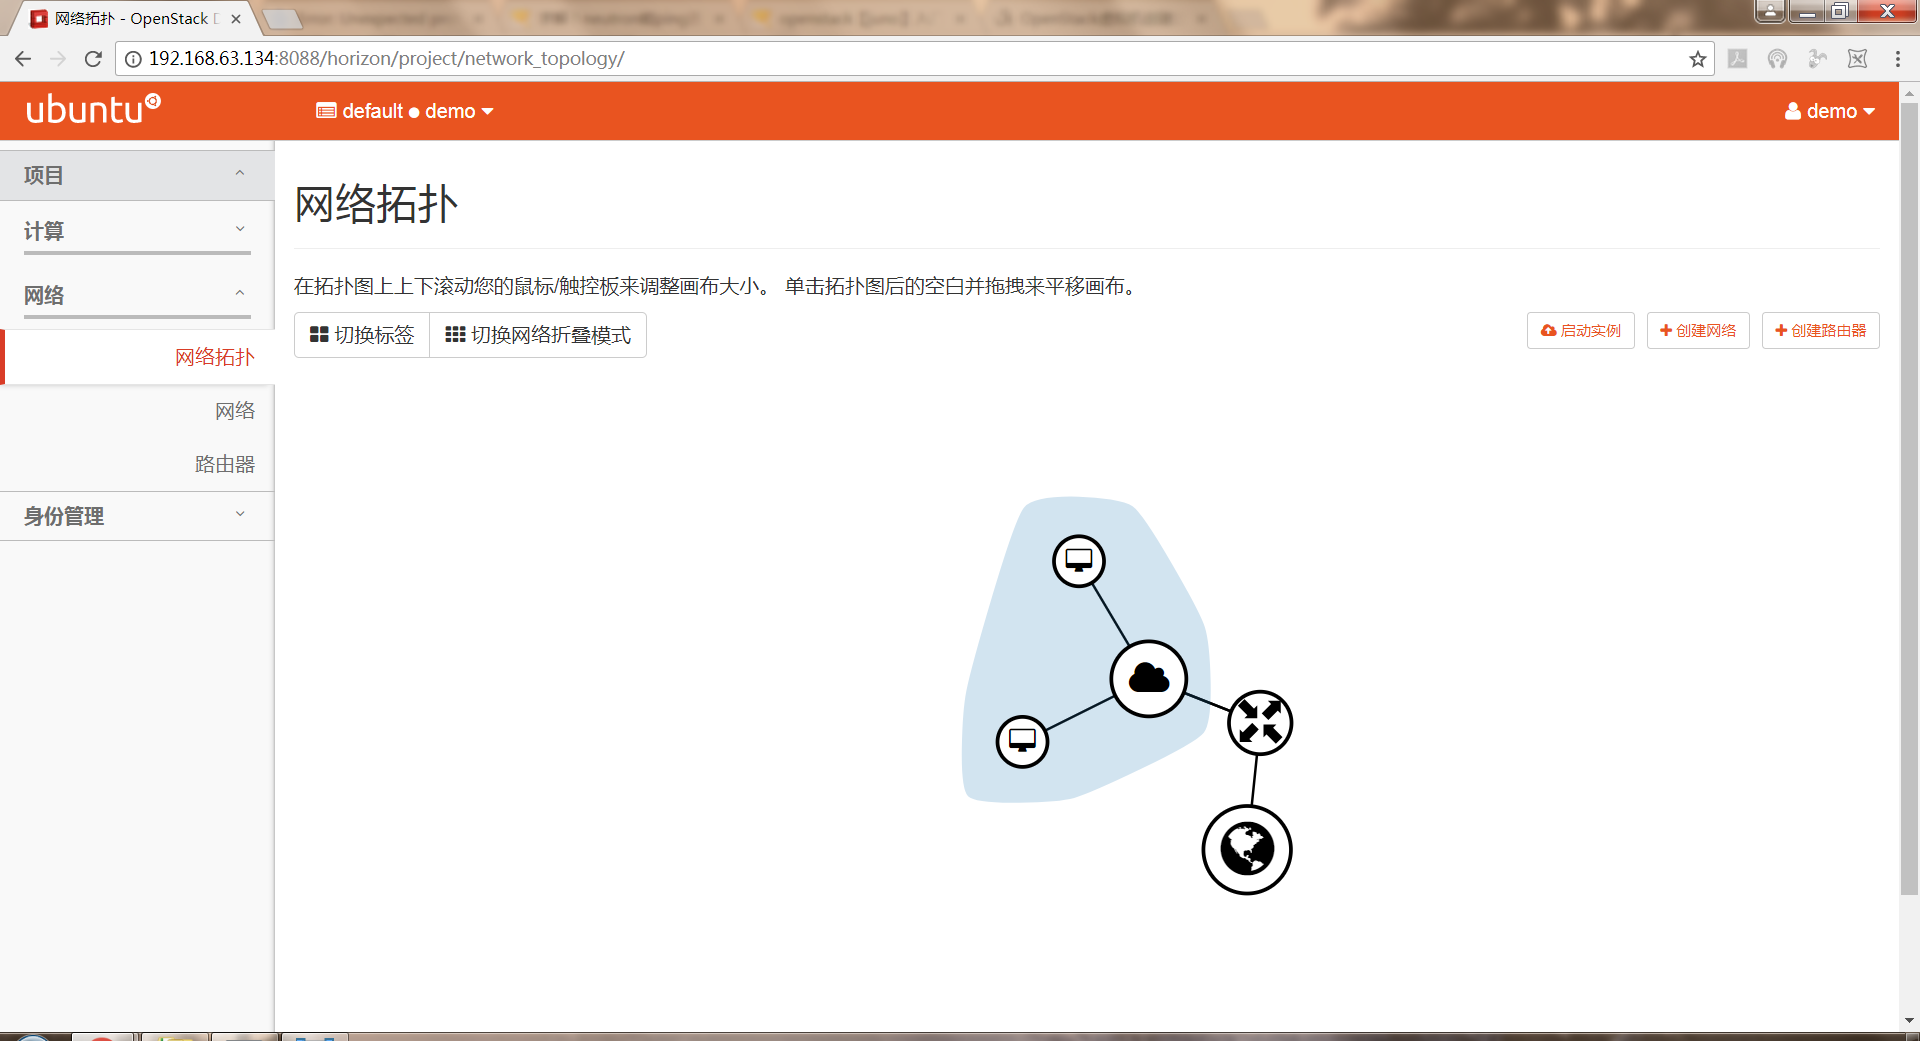 网络拓扑 - OpenStack D
192.168.63.134:8088/horizon/project/network_topology/
ubuntu
default ● demo
demo
项目
计算
网络
网络拓扑
网络
路由器
身份管理
网络拓扑
在拓扑图上上下滚动您的鼠标/触控板来调整画布大小。 单击拓扑图后的空白并拖拽来平移画布。
切换标签 切换网络折叠模式
启动实例 +创建网络 +创建路由器